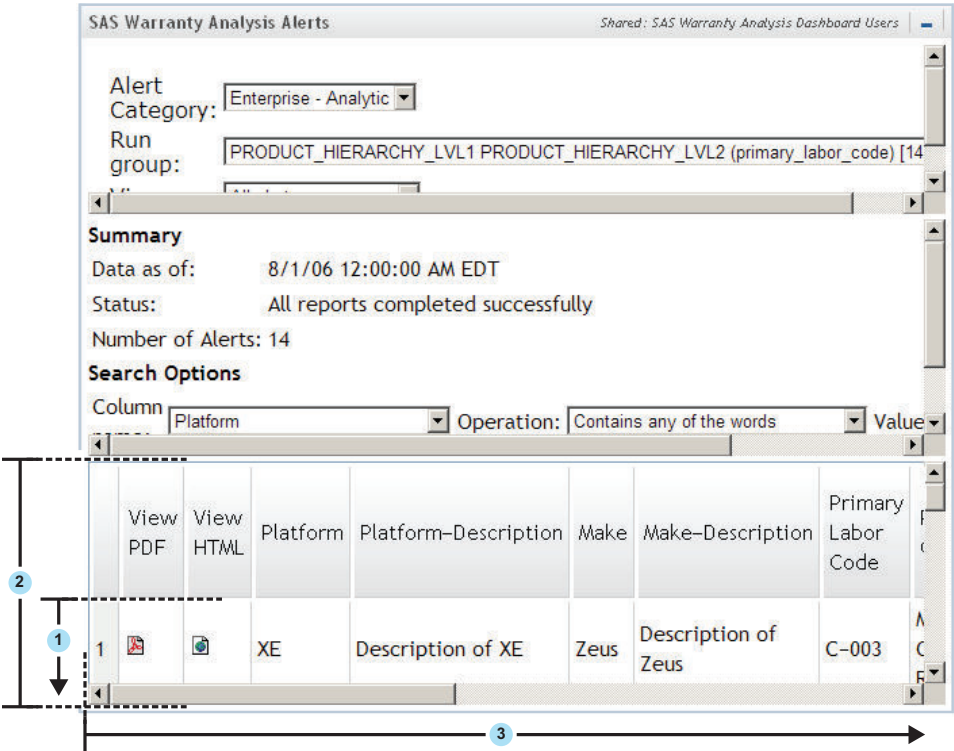 SAS Warranty Analysis Alerts
Shared: SAS Warranty Analysis Dashboard Users
Alert
Category:
Enterprise - Analytic
Run
group:
PRODUCT_HIERARCHY_LVL1 PRODUCT_HIERARCHY_LVL2 (primary_labor_code) [14
Summary
Data as of: 8/1/06 12:00:00 AM EDT
Status: All reports completed successfully
Number of Alerts: 14
Search Options
Column
Platform
Operation: Contains any of the words
Value
View PDF
View HTML
Platform
Platform-Description
Make
Make-Description
Primary Labor Code
1
XE
Description of XE
Zeus
Description of Zeus
C-003
2
1
3